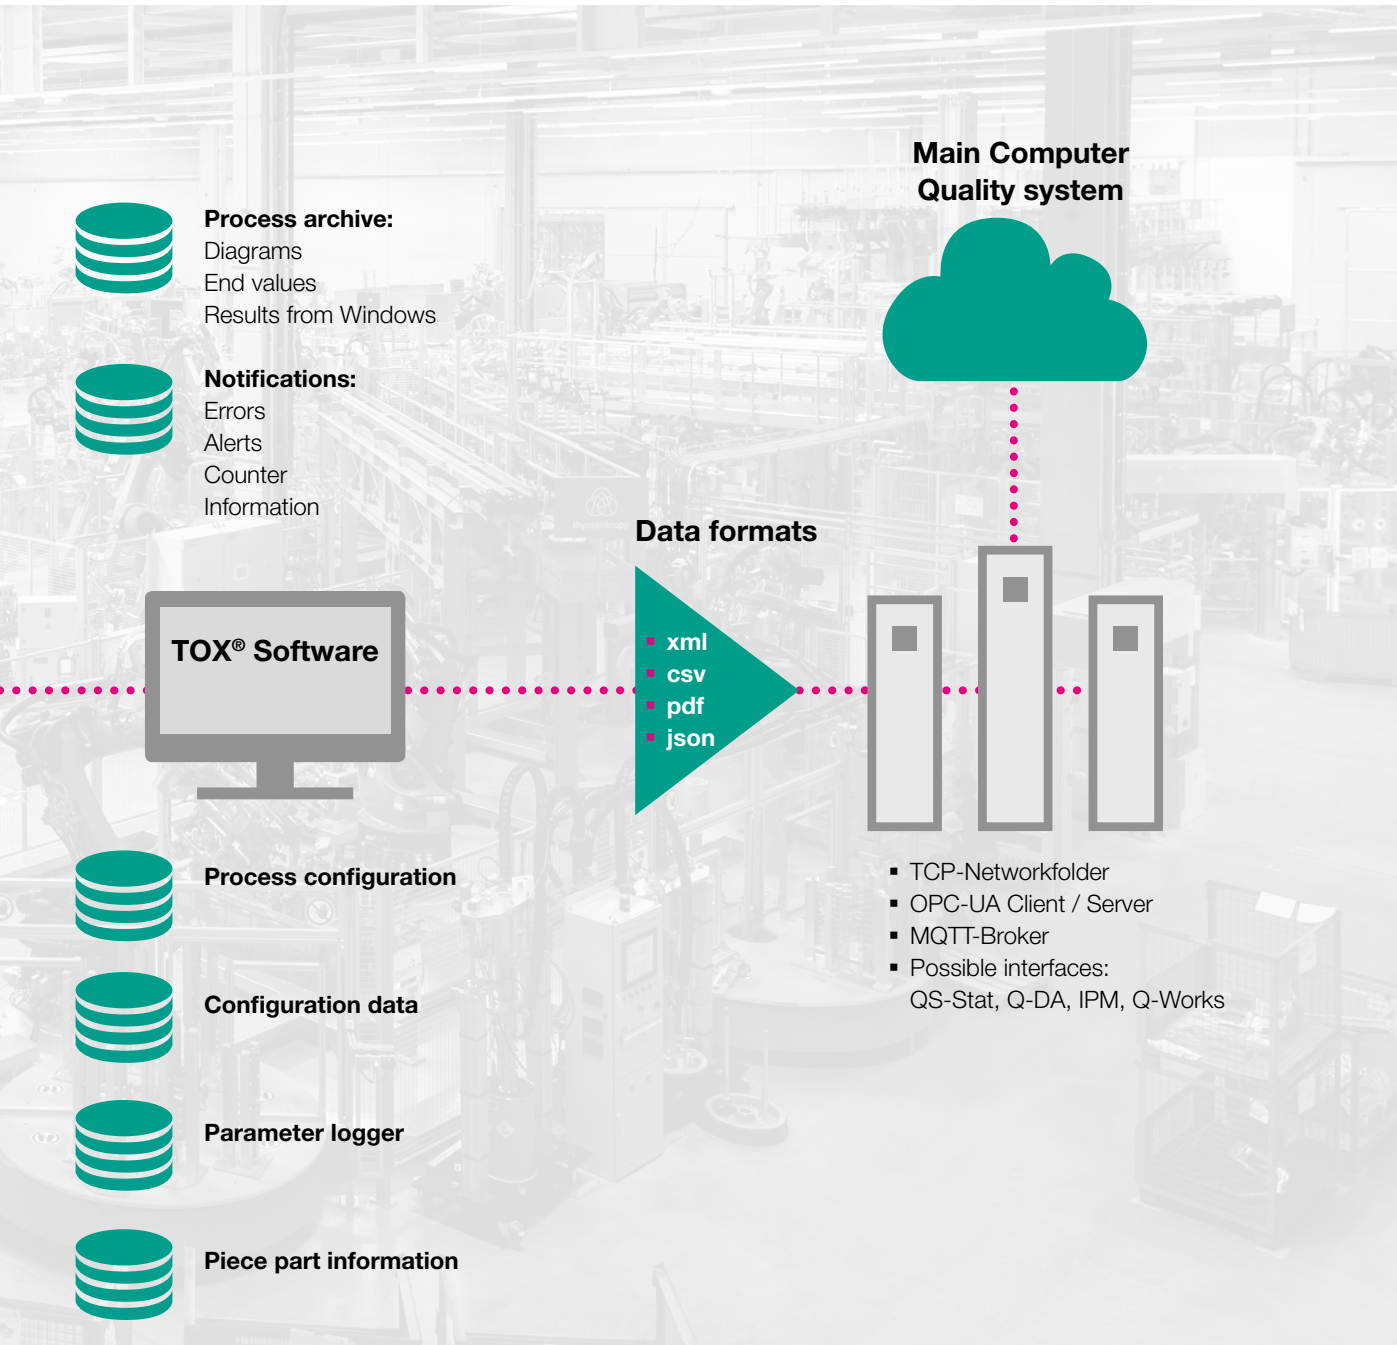 Main Computer
Quality system
Process archive:
Diagrams
End values
Results from Windows
Notifications:
Errors
Alerts
Counter
Information
Data formats
TOX® Software
▪ xml
▪ csv
▪ pdf
▪ json
Process configuration
Configuration data
Parameter logger
Piece part information
▪ TCP-Networkfolder
▪ OPC-UA Client / Server
▪ MQTT-Broker
▪ Possible interfaces:
QS-Stat, Q-DA, IPM, Q-Works
thyssenkrupp